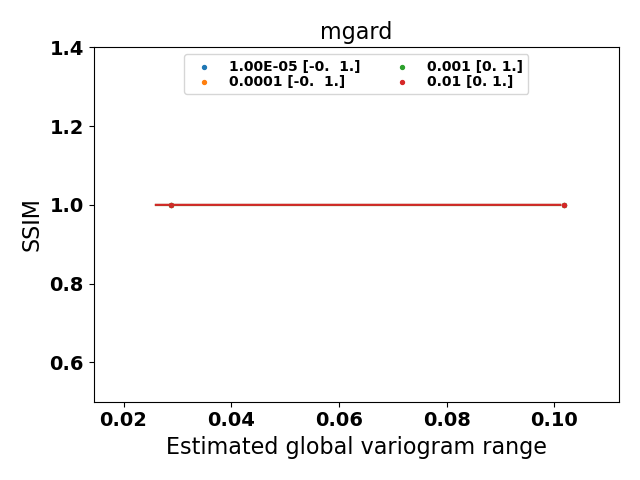 mgard
1.4
1.00E-05 [-0.  1.]
0.001 [0. 1.]
0.0001 [-0.  1.]
0.01 [0. 1.]
1.2
1.0
0.8
0.6
SSIM
0.02 0.04 0.06 0.08 0.10
Estimated global variogram range